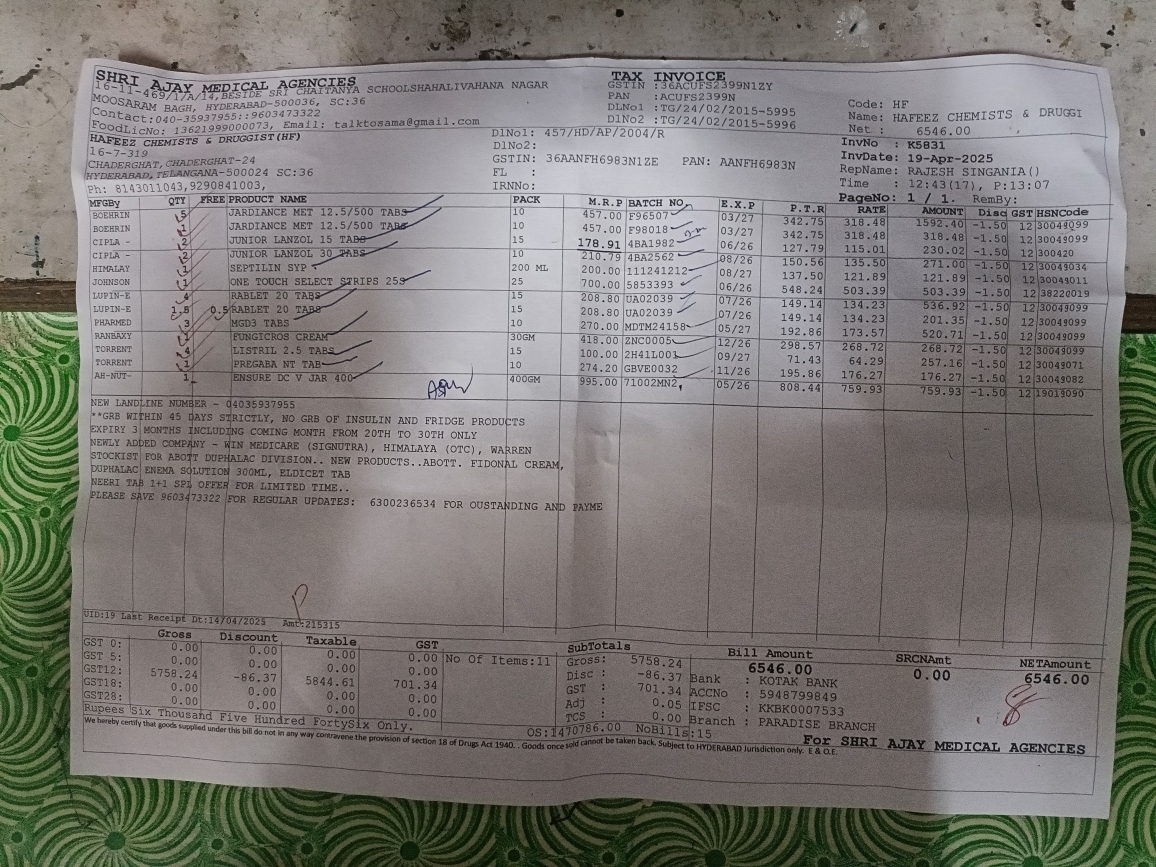 SHRI AJAY MEDICAL AGENCIES
16-11-469/1/A/14,BESIDE SRI CHAITANYA SCHOOLSHAHALIVAHANA NAGAR
MOOSARAM BAGH, HYDERABAD-500036, SC:36
Contact:040-35937955::9603473322
FoodLicNo: 13621999000073, Email: talktosama@gmail.com
TAX INVOICE
GSTIN :36ACUFS2399N1ZY
PAN :ACUFS2399N
DLNo1 :TG/24/02/2015-5995
DLNo2 :TG/24/02/2015-5996
Code: HF
Name: HAFEEZ CHEMISTS & DRUGGI
Net : 6546.00
HAFEEZ CHEMISTS & DRUGGIST(HF)
16-7-319
CHADERGHAT, CHADERGHAT-24
HYDERABAD, TELANGANA-500024 SC:36
Ph: 8143011043,9290841003,
DlNo1: 457/HD/AP/2004/R
DlNo2:
GSTIN: 36AANFH6983N1ZE PAN: AANFH6983N
FL :
IRNNo:
InvNo : K5831
InvDate: 19-Apr-2025
RepName: RAJESH SINGANIA()
Time : 12:43(17), P:13:07
PageNo: 1 / 1. RemBy:
MFGBy QTY FREE PRODUCT NAME PACK M.R.P BATCH NO. E.X.P P.T.R RATE AMOUNT Disc GST HSNCode
BOEHRIN 5 JARDIANCE MET 12.5/500 TABS 10 457.00 F96507 03/27 342.75 318.48 1592.40 -1.50 12 30049099
BOEHRIN 1 JARDIANCE MET 12.5/500 TABS 10 457.00 F98018 03/27 342.75 318.48 318.48 -1.50 12 30049099
CIPLA - 2 JUNIOR LANZOL 15 TABS 15 178.91 4BA1982 06/26 127.79 115.01 230.02 -1.50 12 300420
CIPLA - 2 JUNIOR LANZOL 30 TABS 10 210.79 4BA2562 08/26 150.56 135.50 271.00 -1.50 12 30049034
HIMALAY 1 SEPTILIN SYP 200 ML 200.00 111241212 08/27 137.50 121.89 121.89 -1.50 12 30049011
JOHNSON 1 ONE TOUCH SELECT STRIPS 25S 25 700.00 5853393 06/26 548.24 503.39 503.39 -1.50 12 38220019
LUPIN-E 4 RABLET 20 TABS 15 208.80 UA02039 07/26 149.14 134.23 536.92 -1.50 12 30049099
LUPIN-E 1.5 0.5 RABLET 20 TABS 15 208.80 UA02039 07/26 149.14 134.23 201.35 -1.50 12 30049099
PHARMED 3 MGD3 TABS 10 270.00 MDTM24158 05/27 192.86 173.57 520.71 -1.50 12 30049099
RANBAXY 1 FUNGICROS CREAM 30GM 418.00 ZNC0005 12/26 298.57 268.72 268.72 -1.50 12 30049099
TORRENT 4 LISTRIL 2.5 TABS 15 100.00 2H41L001 09/27 71.43 64.29 257.16 -1.50 12 30049071
TORRENT 1 PREGABA NT TAB 10 274.20 GBVE0032 11/26 195.86 176.27 176.27 -1.50 12 30049082
AH-NUT- 1 ENSURE DC V JAR 400 400GM 995.00 71002MN2 05/26 808.44 759.93 759.93 -1.50 12 19019090
NEW LANDLINE NUMBER - 04035937955
**GRB WITHIN 45 DAYS STRICTLY, NO GRB OF INSULIN AND FRIDGE PRODUCTS
EXPIRY 3 MONTHS INCLUDING COMING MONTH FROM 20TH TO 30TH ONLY
NEWLY ADDED COMPANY - WIN MEDICARE (SIGNUTRA), HIMALAYA (OTC), WARREN
STOCKIST FOR ABOTT DUPHALAC DIVISION.. NEW PRODUCTS..ABOTT. FIDONAL CREAM,
DUPHALAC ENEMA SOLUTION 300ML, ELDICET TAB
NEERI TAB 1+1 SPL OFFER FOR LIMITED TIME..
PLEASE SAVE 9603473322 FOR REGULAR UPDATES: 6300236534 FOR OUSTANDING AND PAYME
UID:19 Last Receipt Dt:14/04/2025 Amt:215315
Gross Discount Taxable GST
GST 0: 0.00 0.00 0.00 0.00
GST 5: 0.00 0.00 0.00 0.00
GST12: 5758.24 -86.37 5844.61 701.34
GST18: 0.00 0.00 0.00 0.00
GST28: 0.00 0.00 0.00 0.00
No Of Items:11
SubTotals
Gross: 5758.24
Disc : -86.37
GST : 701.34
Adj : 0.05
TCS : 0.00
Bill Amount
6546.00
Bank : KOTAK BANK
ACCNo : 5948799849
IFSC : KKBK0007533
Branch : PARADISE BRANCH
SRCNAmt
0.00
NETAmount
6546.00
Rupees Six Thousand Five Hundred FortySix Only.
OS:1470786.00 NoBills:15
We hereby certify that goods supplied under this bill do not in any way contravene the provision of section 18 of Drugs Act 1940. . Goods once sold cannot be taken back. Subject to HYDERABAD Jurisdiction only. E & O.E.
For SHRI AJAY MEDICAL AGENCIES